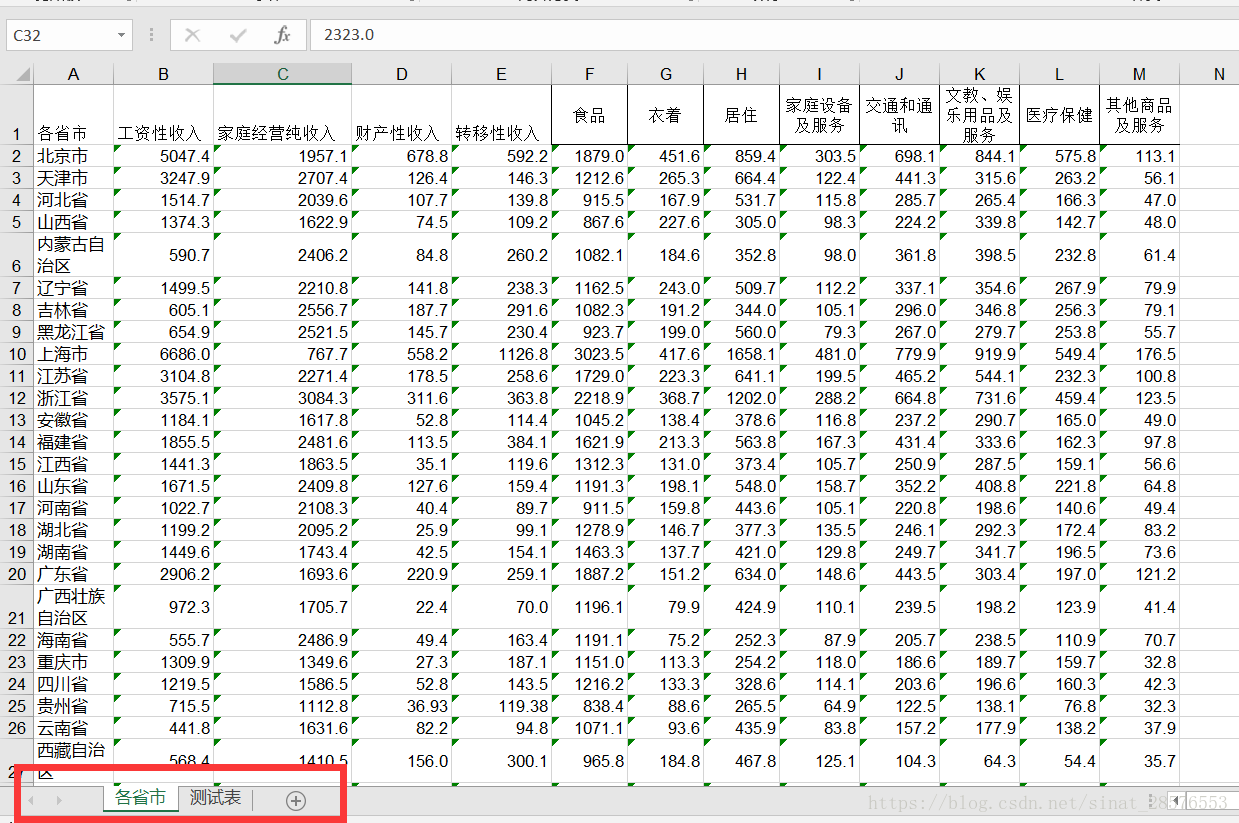 C32 fx 2323.0
A B C D E F G H I J K L M N
1 各省市 工资性收入 家庭经营纯收入 财产性收入 转移性收入 食品 衣着 居住 家庭设备及服务 交通和通讯 文教、娱乐用品及服务 医疗保健 其他商品及服务
2 北京市 5047.4 1957.1 678.8 592.2 1879.0 451.6 859.4 303.5 698.1 844.1 575.8 113.1
3 天津市 3247.9 2707.4 126.4 146.3 1212.6 265.3 664.4 122.4 441.3 315.6 263.2 56.1
4 河北省 1514.7 2039.6 107.7 139.8 915.5 167.9 531.7 115.8 285.7 265.4 166.3 47.0
5 山西省 1374.3 1622.9 74.5 109.2 867.6 227.6 305.0 98.3 224.2 339.8 142.7 48.0
6 内蒙古自治区 590.7 2406.2 84.8 260.2 1082.1 184.6 352.8 98.0 361.8 398.5 232.8 61.4
7 辽宁省 1499.5 2210.8 141.8 238.3 1162.5 243.0 509.7 112.2 337.1 354.6 267.9 79.9
8 吉林省 605.1 2556.7 187.7 291.6 1082.3 191.2 344.0 105.1 296.0 346.8 256.3 79.1
9 黑龙江省 654.9 2521.5 145.7 230.4 923.7 199.0 560.0 79.3 267.0 279.7 253.8 55.7
10 上海市 6686.0 767.7 558.2 1126.8 3023.5 417.6 1658.1 481.0 779.9 919.9 549.4 176.5
11 江苏省 3104.8 2271.4 178.5 258.6 1729.0 223.3 641.1 199.5 465.2 544.1 232.3 100.8
12 浙江省 3575.1 3084.3 311.6 363.8 2218.9 368.7 1202.0 288.2 664.8 731.6 459.4 123.5
13 安徽省 1184.1 1617.8 52.8 114.4 1045.2 138.4 378.6 116.8 237.2 290.7 165.0 49.0
14 福建省 1855.5 2481.6 113.5 384.1 1621.9 213.3 563.8 167.3 431.4 333.6 162.3 97.8
15 江西省 1441.3 1863.5 35.1 119.6 1312.3 131.0 373.4 105.7 250.9 287.5 159.1 56.6
16 山东省 1671.5 2409.8 127.6 159.4 1191.3 198.1 548.0 158.7 352.2 408.8 221.8 64.8
17 河南省 1022.7 2108.3 40.4 89.7 911.5 159.8 443.6 105.1 220.8 198.6 140.6 49.4
18 湖北省 1199.2 2095.2 25.9 99.1 1278.9 146.7 377.3 135.5 246.1 292.3 172.4 83.2
19 湖南省 1449.6 1743.4 42.5 154.1 1463.3 137.7 421.0 129.8 249.7 341.7 196.5 73.6
20 广东省 2906.2 1693.6 220.9 259.1 1887.2 151.2 634.0 148.6 443.5 303.4 197.0 121.2
21 广西壮族自治区 972.3 1705.7 22.4 70.0 1196.1 79.9 424.9 110.1 239.5 198.2 123.9 41.4
22 海南省 555.7 2486.9 49.4 163.4 1191.1 75.2 252.3 87.9 205.7 238.5 110.9 70.7
23 重庆市 1309.9 1349.6 27.3 187.1 1151.0 113.3 254.2 118.0 186.6 189.7 159.7 32.8
24 四川省 1219.5 1586.5 52.8 143.5 1216.2 133.3 328.6 114.1 203.6 196.6 160.3 42.3
25 贵州省 715.5 1112.8 36.93 119.38 838.4 88.6 265.5 64.9 122.5 138.1 76.8 32.3
26 云南省 441.8 1631.6 82.2 94.8 1071.1 93.6 435.9 83.8 157.2 177.9 138.2 37.9
西藏自治区 568.4 1410.5 156.0 300.1 965.8 184.8 467.8 125.1 104.3 64.3 54.4 35.7
各省市 测试表
https://blog.csdn.net/sinat_28576553